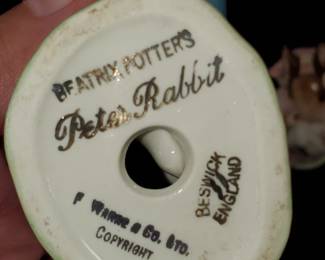 BEATRIX POTTER'S
Peter Rabbit
BESWICK
ENGLAND
F. WARNE & CO. LTD.
COPYRIGHT